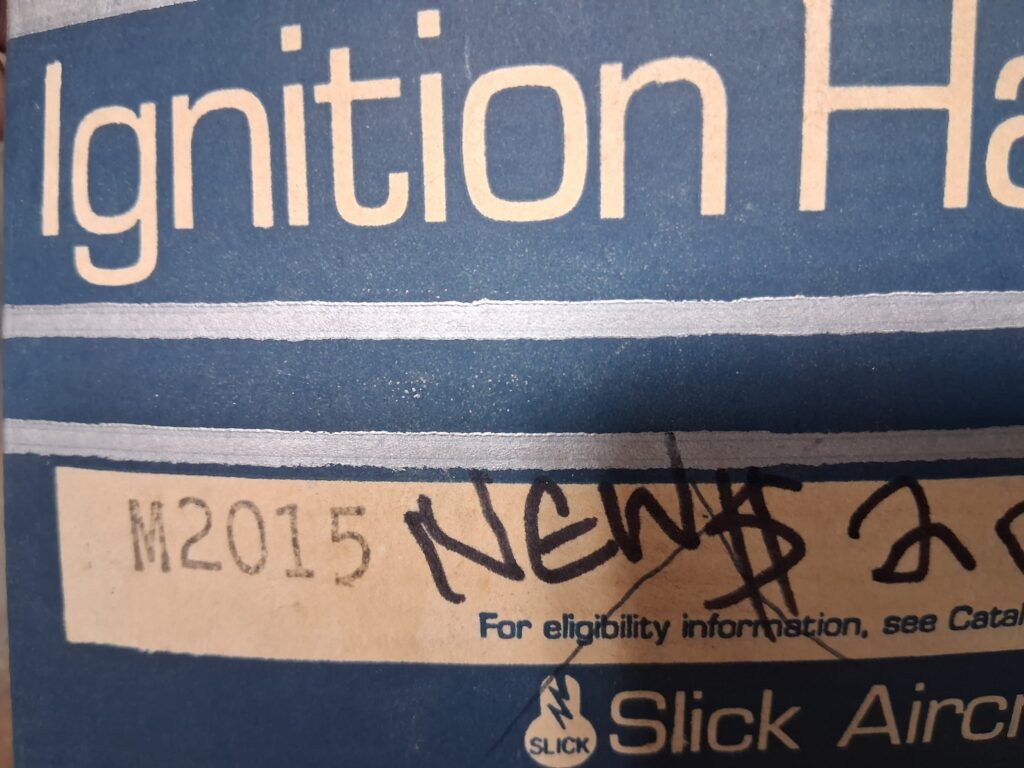 Ignition Ha
M2015 NEW $ 2
For eligibility information, see Catal
SLICK Slick Aircr